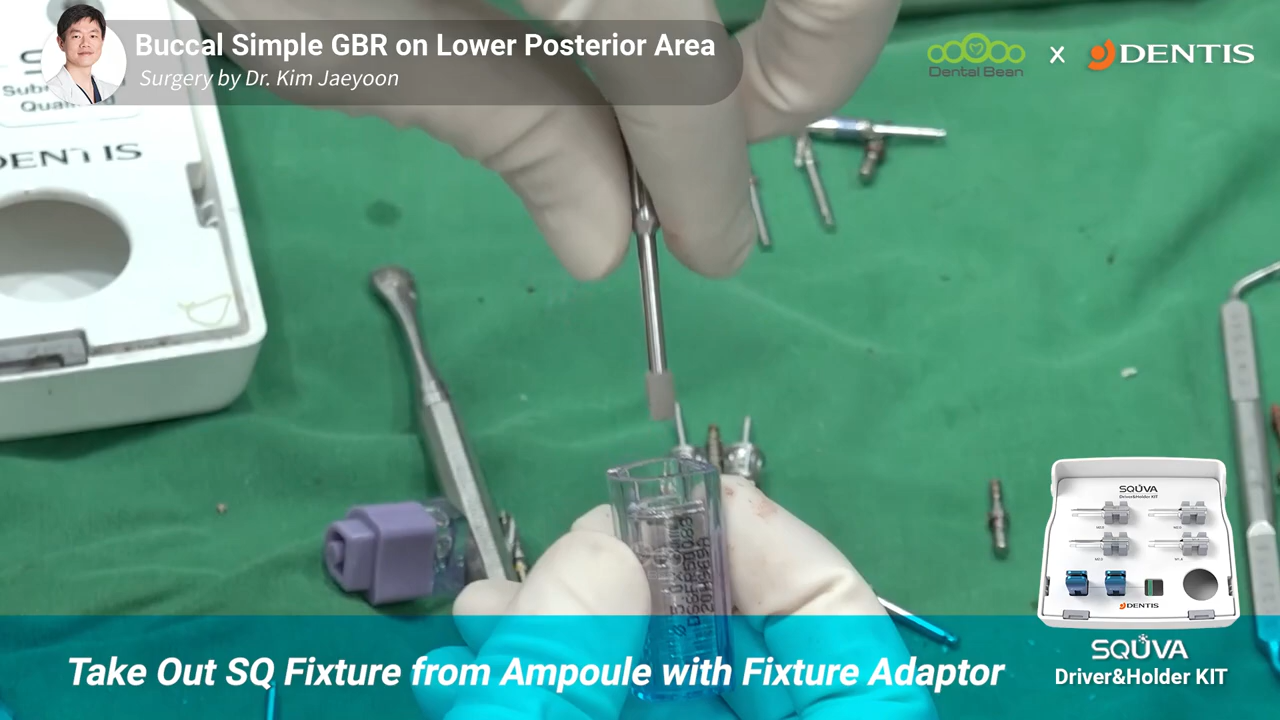 Buccal Simple GBR on Lower Posterior Area
Surgery by Dr. Kim Jaeyoon
Dental Bean
X
DENTIS
DENTIS
SQUVA
Driver&Holder KIT
DENTIS
Take Out SQ Fixture from Ampoule with Fixture Adaptor
SQUVA
Driver&Holder KIT